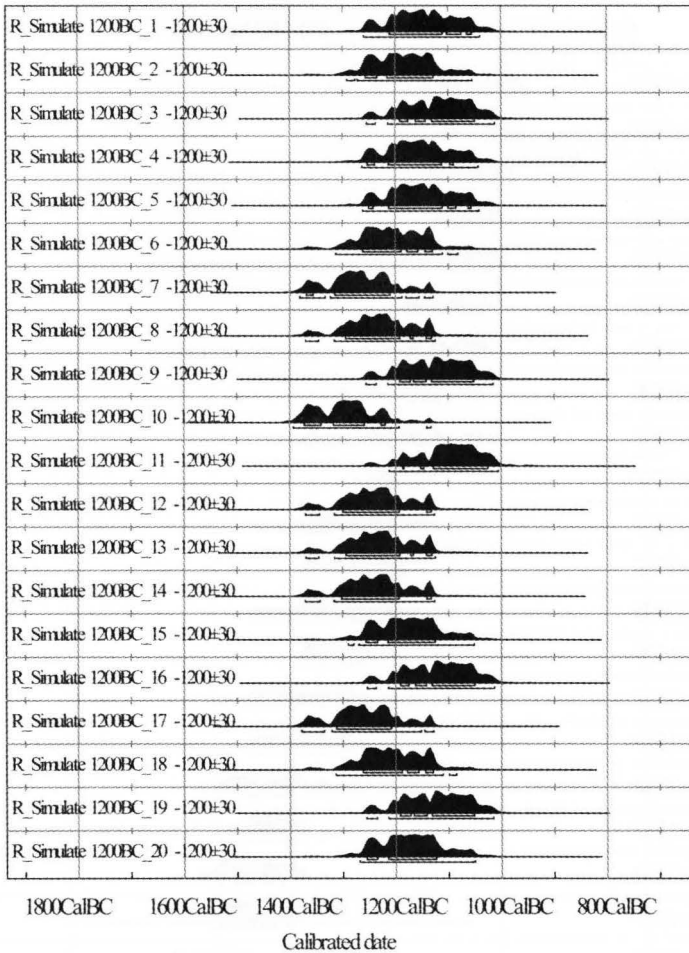 R_Simulate 1200BC_1 -1200±30
R_Simulate 1200BC_2 -1200±30
R_Simulate 1200BC_3 -1200±30
R_Simulate 1200BC_4 -1200±30
R_Simulate 1200BC_5 -1200±30
R_Simulate 1200BC_6 -1200±30
R_Simulate 1200BC_7 -1200±30
R_Simulate 1200BC_8 -1200±30
R_Simulate 1200BC_9 -1200±30
R_Simulate 1200BC_10 -1200±30
R_Simulate 1200BC_11 -1200±30
R_Simulate 1200BC_12 -1200±30
R_Simulate 1200BC_13 -1200±30
R_Simulate 1200BC_14 -1200±30
R_Simulate 1200BC_15 -1200±30
R_Simulate 1200BC_16 -1200±30
R_Simulate 1200BC_17 -1200±30
R_Simulate 1200BC_18 -1200±30
R_Simulate 1200BC_19 -1200±30
R_Simulate 1200BC_20 -1200±30
1800CalBC 1600CalBC 1400CalBC 1200CalBC 1000CalBC 800CalBC
Calibrated date